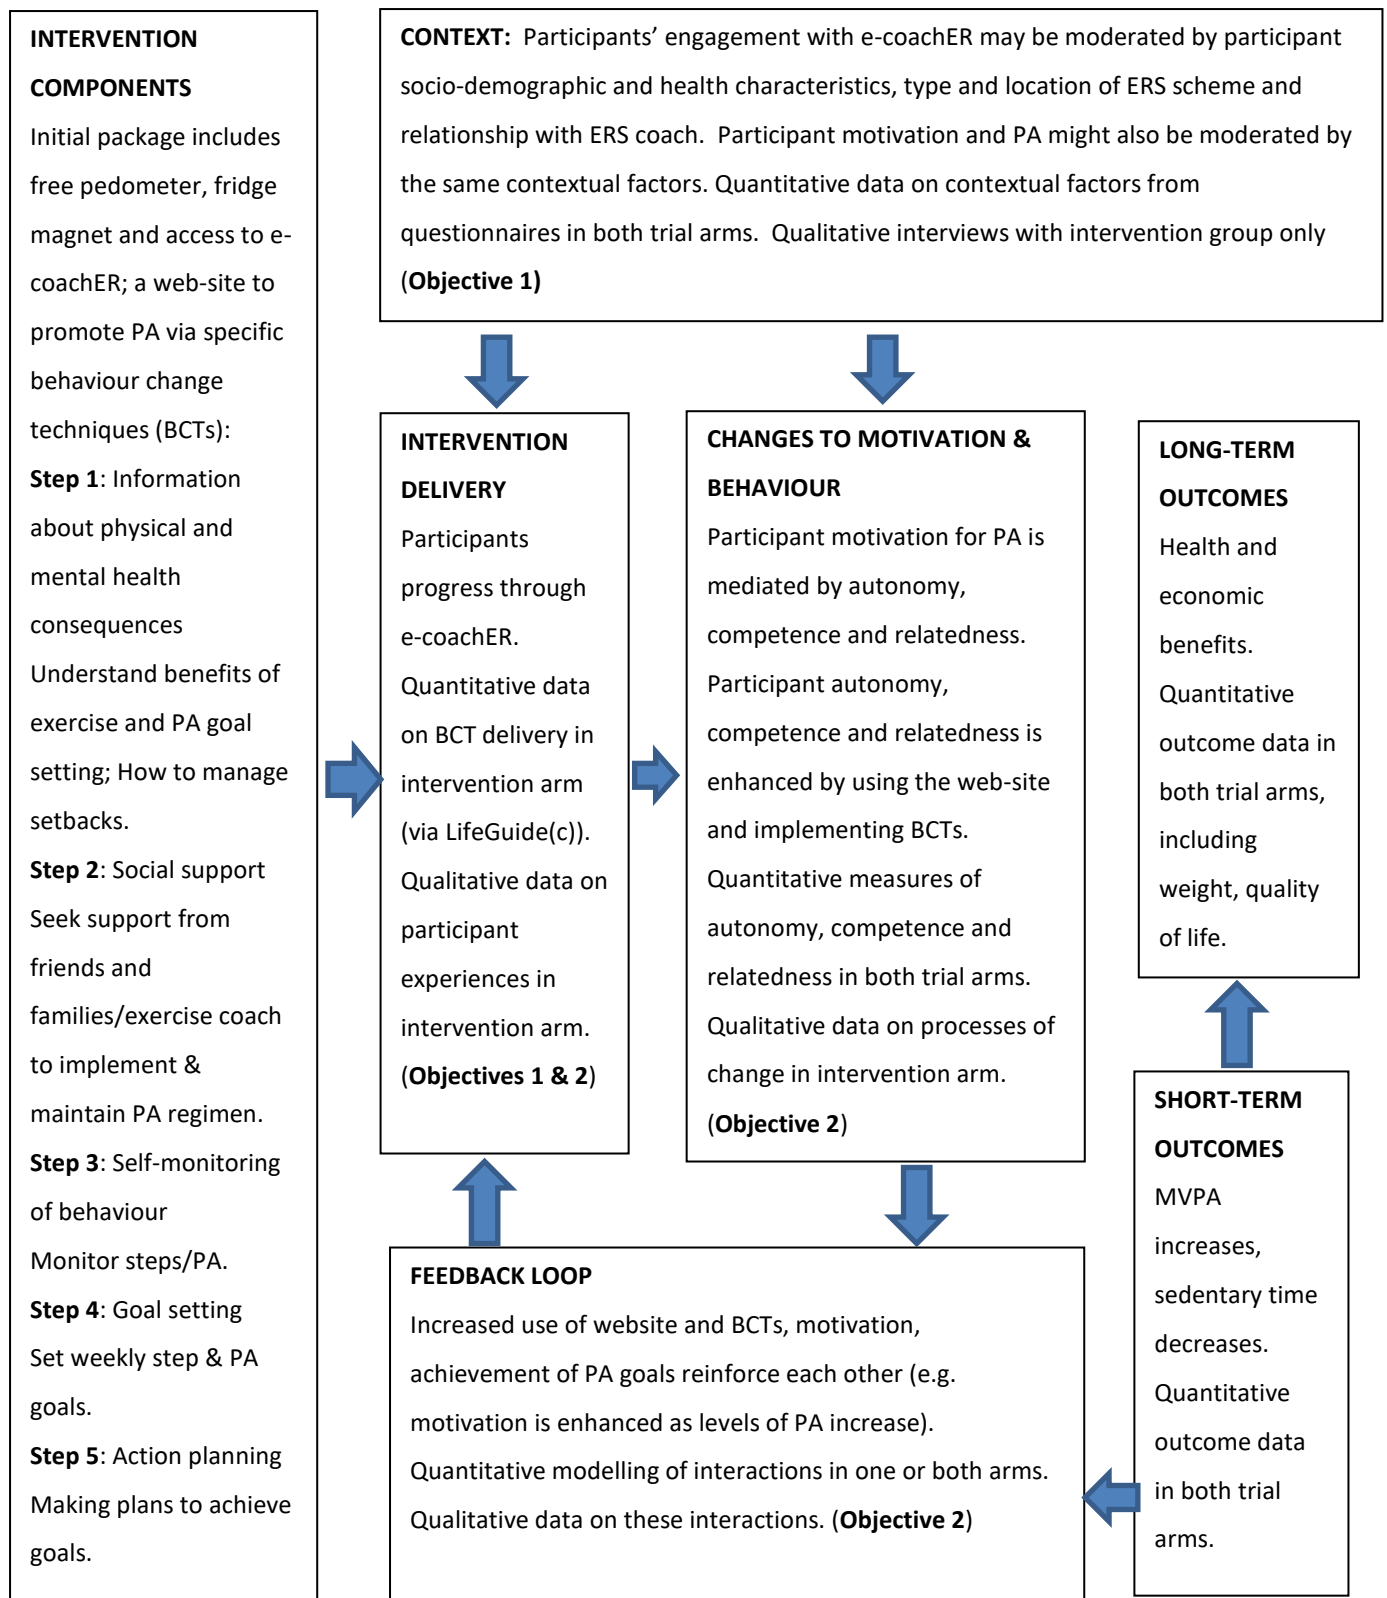 INTERVENTION
COMPONENTS
Initial package includes
free pedometer, fridge
magnet and access to e-
coachER; a web-site to
promote PA via specific
behaviour change
techniques (BCTs):
Step 1: Information
about physical and
mental health
consequences
Understand benefits of
exercise and PA goal
setting; How to manage
setbacks.
Step 2: Social support
Seek support from
friends and
families/exercise coach
to implement &
maintain PA regimen.
Step 3: Self-monitoring
of behaviour
Monitor steps/PA.
Step 4: Goal setting
Set weekly step & PA
goals.
Step 5: Action planning
Making plans to achieve
goals.
CONTEXT: Participants’ engagement with e-coachER may be moderated by participant
socio-demographic and health characteristics, type and location of ERS scheme and
relationship with ERS coach. Participant motivation and PA might also be moderated by
the same contextual factors. Quantitative data on contextual factors from
questionnaires in both trial arms. Qualitative interviews with intervention group only
(Objective 1)
INTERVENTION
DELIVERY
Participants
progress through
e-coachER.
Quantitative data
on BCT delivery in
intervention arm
(via LifeGuide(c)).
Qualitative data on
participant
experiences in
intervention arm.
(Objectives 1 & 2)
CHANGES TO MOTIVATION &
BEHAVIOUR
Participant motivation for PA is
mediated by autonomy,
competence and relatedness.
Participant autonomy,
competence and relatedness is
enhanced by using the web-site
and implementing BCTs.
Quantitative measures of
autonomy, competence and
relatedness in both trial arms.
Qualitative data on processes of
change in intervention arm.
(Objective 2)
LONG-TERM
OUTCOMES
Health and
economic
benefits.
Quantitative
outcome data in
both trial arms,
including
weight, quality
of life.
FEEDBACK LOOP
Increased use of website and BCTs, motivation,
achievement of PA goals reinforce each other (e.g.
motivation is enhanced as levels of PA increase).
Quantitative modelling of interactions in one or both arms.
Qualitative data on these interactions. (Objective 2)
SHORT-TERM
OUTCOMES
MVPA
increases,
sedentary time
decreases.
Quantitative
outcome data
in both trial
arms.